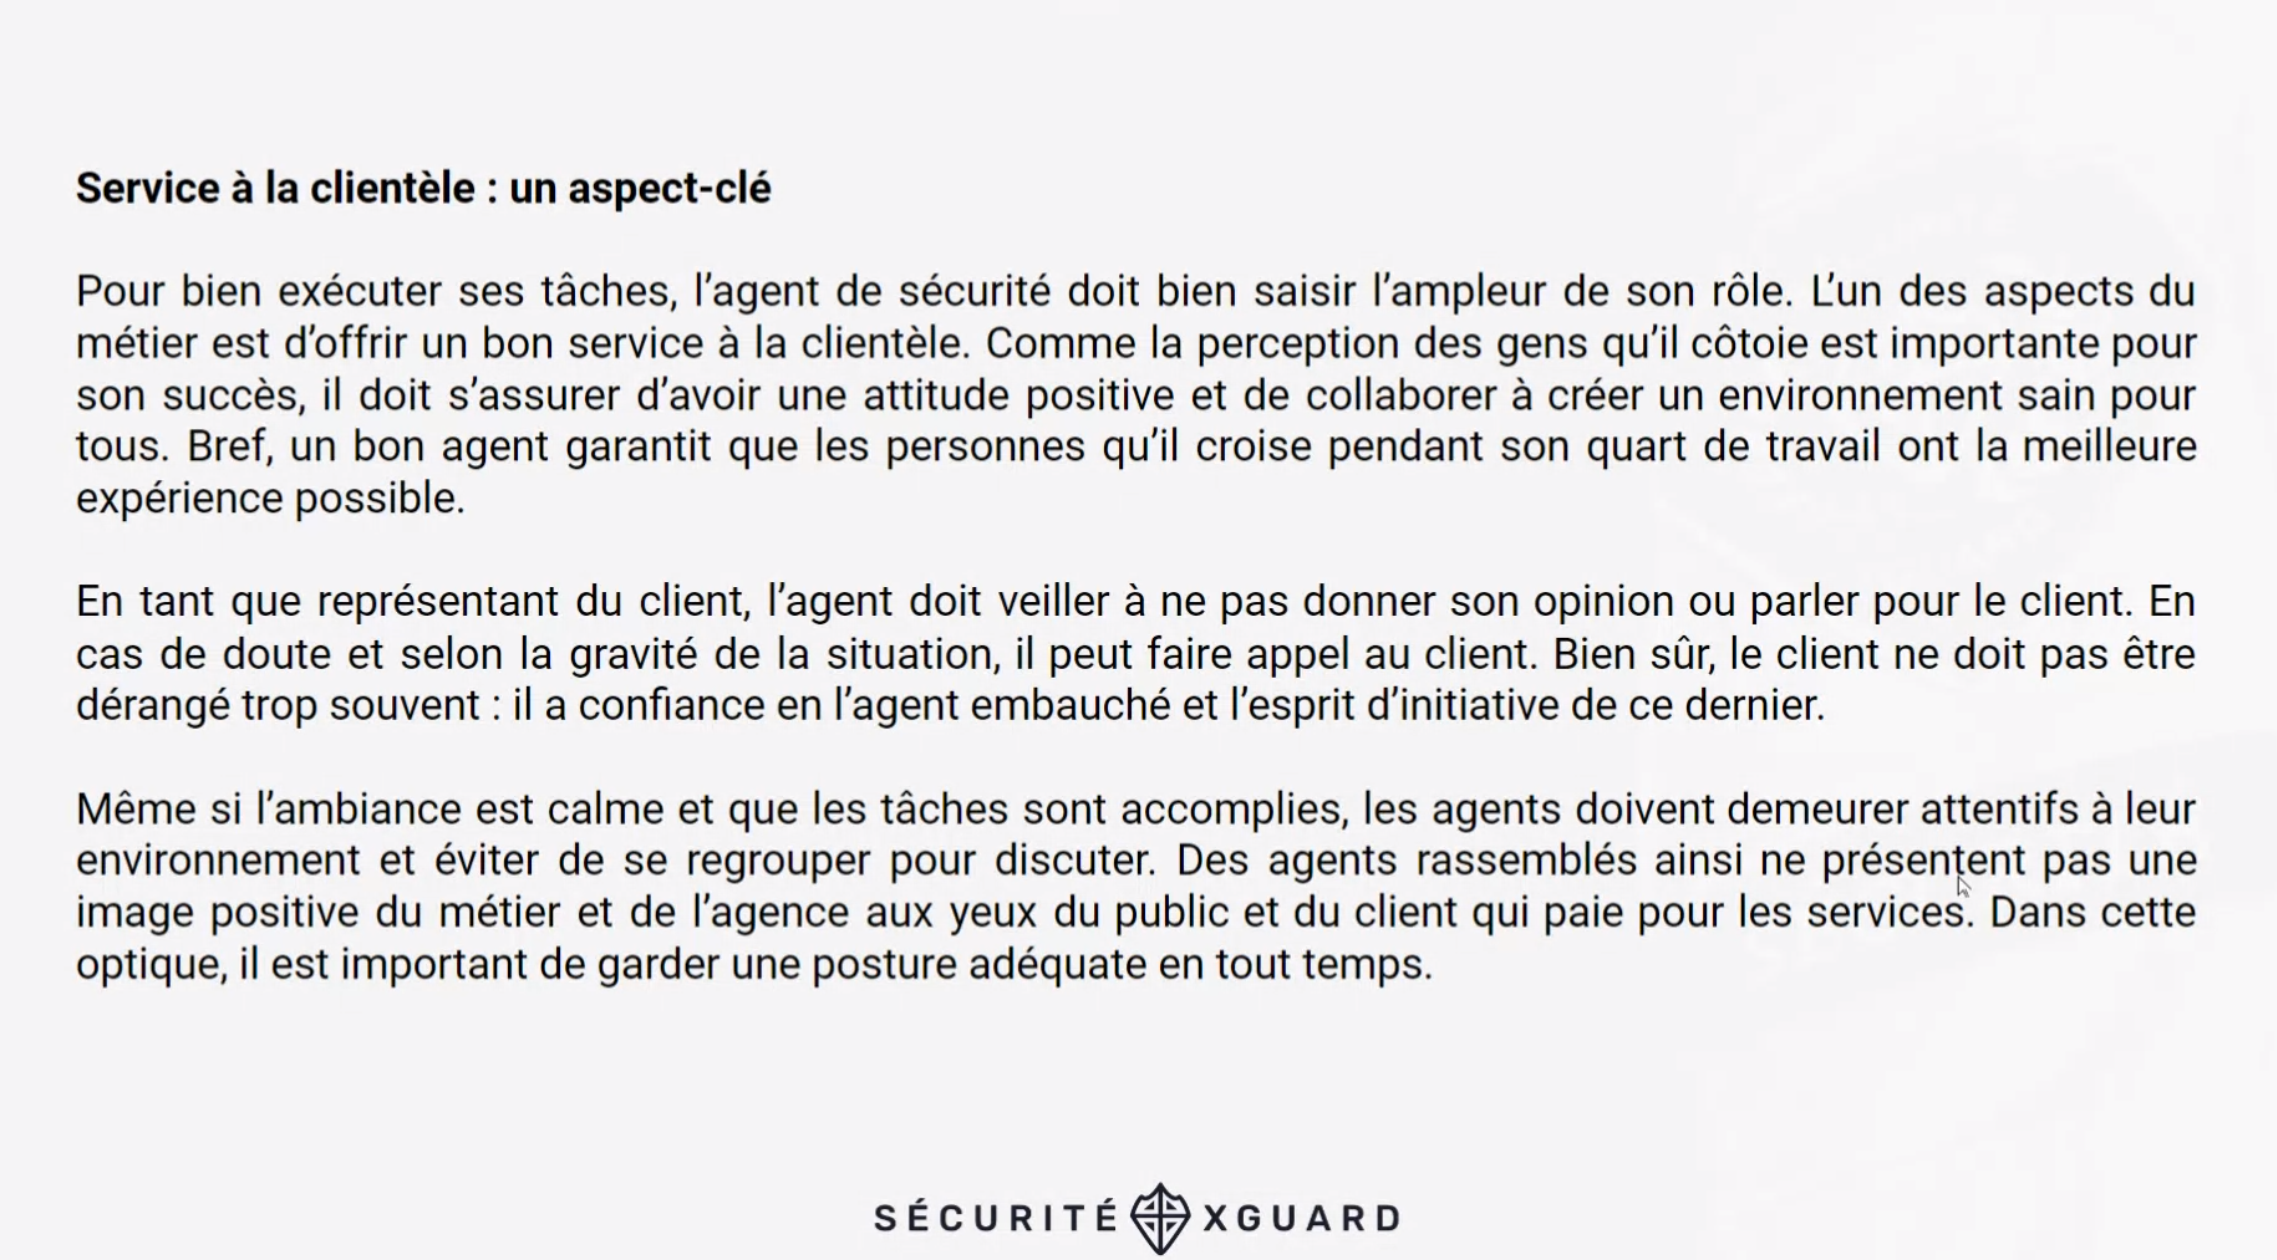 Service à la clientèle : un aspect-clé
Pour bien exécuter ses tâches, l’agent de sécurité doit bien saisir l’ampleur de son rôle. L’un des aspects du
métier est d’offrir un bon service à la clientèle. Comme la perception des gens qu’il côtoie est importante pour
son succès, il doit s’assurer d’avoir une attitude positive et de collaborer à créer un environnement sain pour
tous. Bref, un bon agent garantit que les personnes qu’il croise pendant son quart de travail ont la meilleure
expérience possible.
En tant que représentant du client, l’agent doit veiller à ne pas donner son opinion ou parler pour le client. En
cas de doute et selon la gravité de la situation, il peut faire appel au client. Bien sûr, le client ne doit pas être
dérangé trop souvent : il a confiance en l’agent embauché et l’esprit d’initiative de ce dernier.
Même si l’ambiance est calme et que les tâches sont accomplies, les agents doivent demeurer attentifs à leur
environnement et éviter de se regrouper pour discuter. Des agents rassemblés ainsi ne présentent pas une
image positive du métier et de l’agence aux yeux du public et du client qui paie pour les services. Dans cette
optique, il est important de garder une posture adéquate en tout temps.
SÉCURITÉ XGUARD